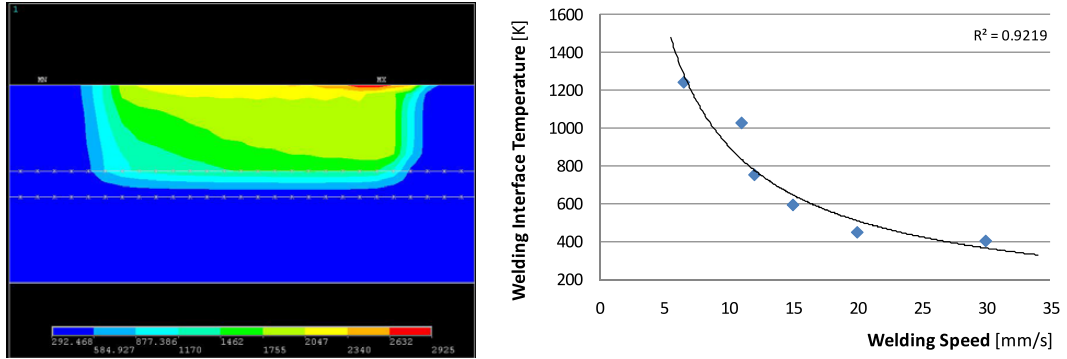 1
MN MX
292.468 877.386 1462 2047 2632
584.927 1170 1755 2340 2925
Welding Interface Temperature [K]
1600
1400
1200
1000
800
600
400
200
R² = 0.9219
0 5 10 15 20 25 30 35
Welding Speed [mm/s]